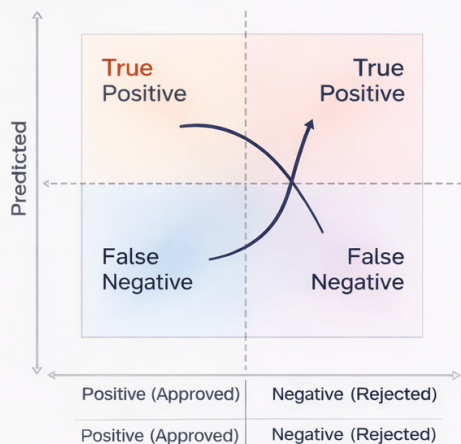 True
Positive
True
Positive
Predicted
False
Negative
False
Negative
Positive (Approved)
Negative (Rejected)
Positive (Approved)
Negative (Rejected)